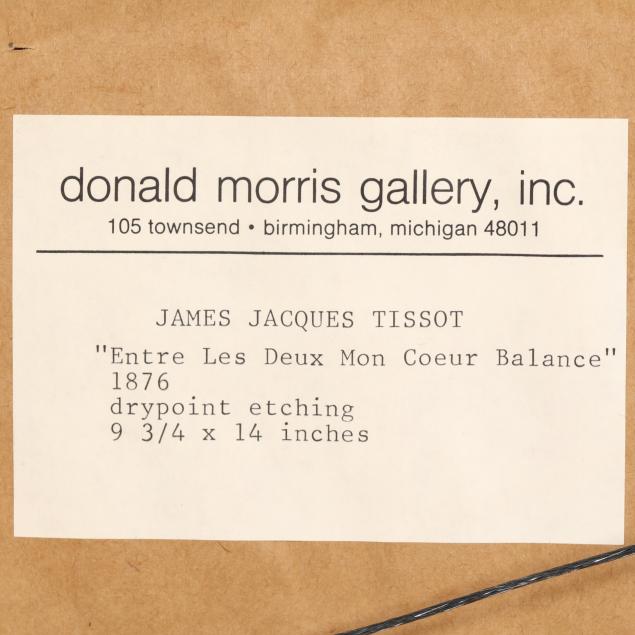 donald morris gallery, inc.
105 townsend • birmingham, michigan 48011
JAMES JACQUES TISSOT
"Entre Les Deux Mon Coeur Balance"
1876
drypoint etching
9 3/4 x 14 inches